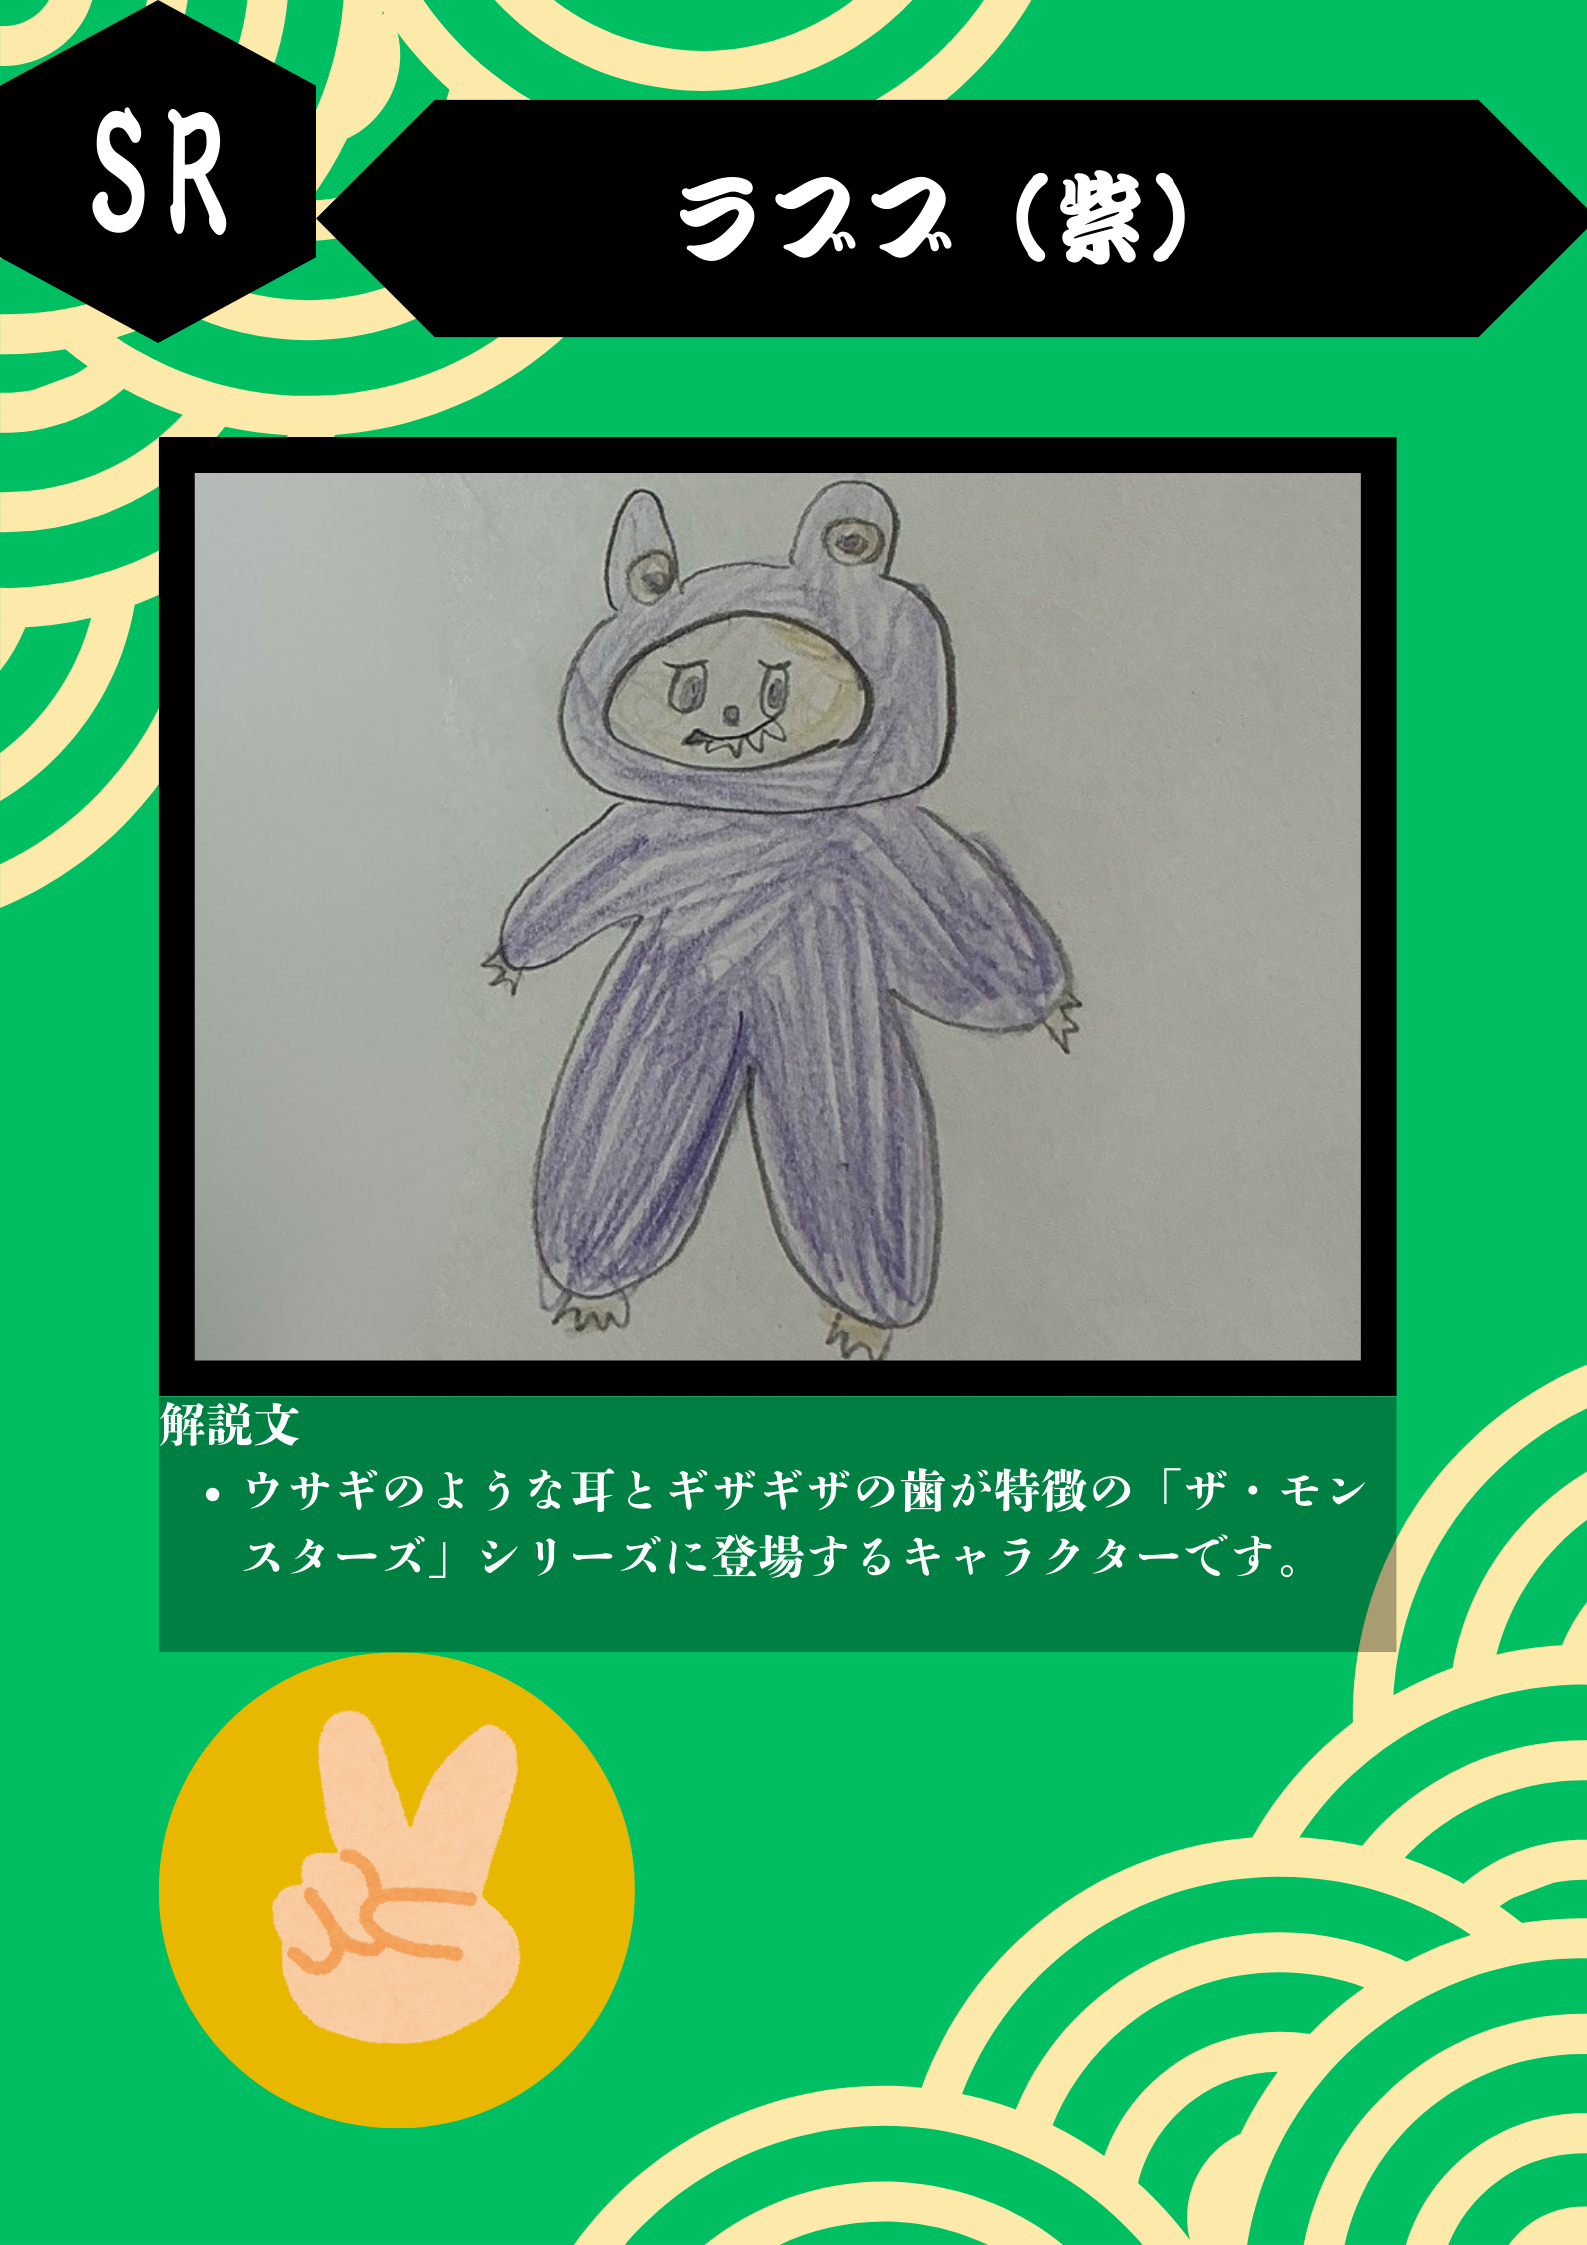 SR
ラブブ（紫）
解説文
• ウサギのような耳とギザギザの歯が特徴の「ザ・モン
スターズ」シリーズに登場するキャラクターです。